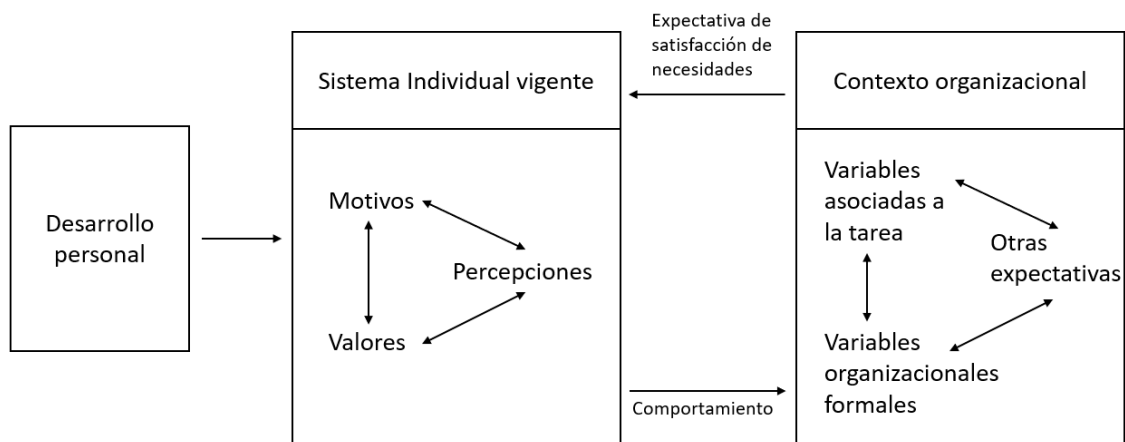 Desarrollo
personal
Sistema Individual vigente
Motivos
Percepciones
Valores
Expectativa de
satisfacción de
necesidades
Comportamiento
Contexto organizacional
Variables
asociadas a
la tarea
Otras
expectativas
Variables
organizacionales
formales